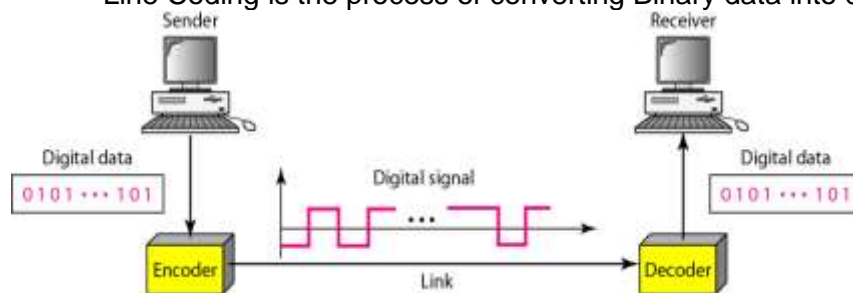 Line Coding is the process of converting Binary data into
Sender
Receiver
Digital data
0101 ••• 101
Digital signal
•••
Digital data
0101 ••• 101
Encoder
Link
Decoder